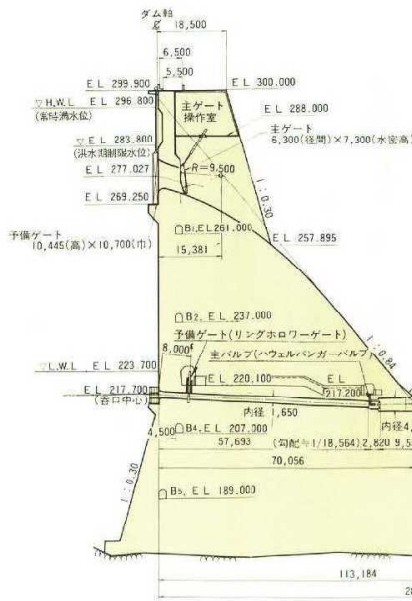 ダム軸
18,500
6,500
5,500
EL 299.900
EL 300.000
▽H.W.L EL 296.800
(常時満水位)
主ゲート
操作室
EL 288.000
主ゲート
6,300(径間)×7,300(水密高)
▽ EL 283.800
(洪水期制限水位)
EL 277.027
R=9,500
EL 269.250
1:0.30
B1,EL261.000
予備ゲート
10,445(高)×10,700(巾)
15,381
EL 257.895
B2, EL 237.000
予備ゲート(リングホロワーゲート)
1:0.84
8,000
主バルブ(ハウエルバンガーバルブ)
▽L.W.L EL 223.700
EL 220.100
EL
217.200
EL 217.700
(呑口中心)
内径 1,650
内径4,
4,500
B4, EL 207.000
57,693
(勾配≒1/18,564)
2,820
9,5
70,056
1:0.30
B5, EL 189.000
113,184
20